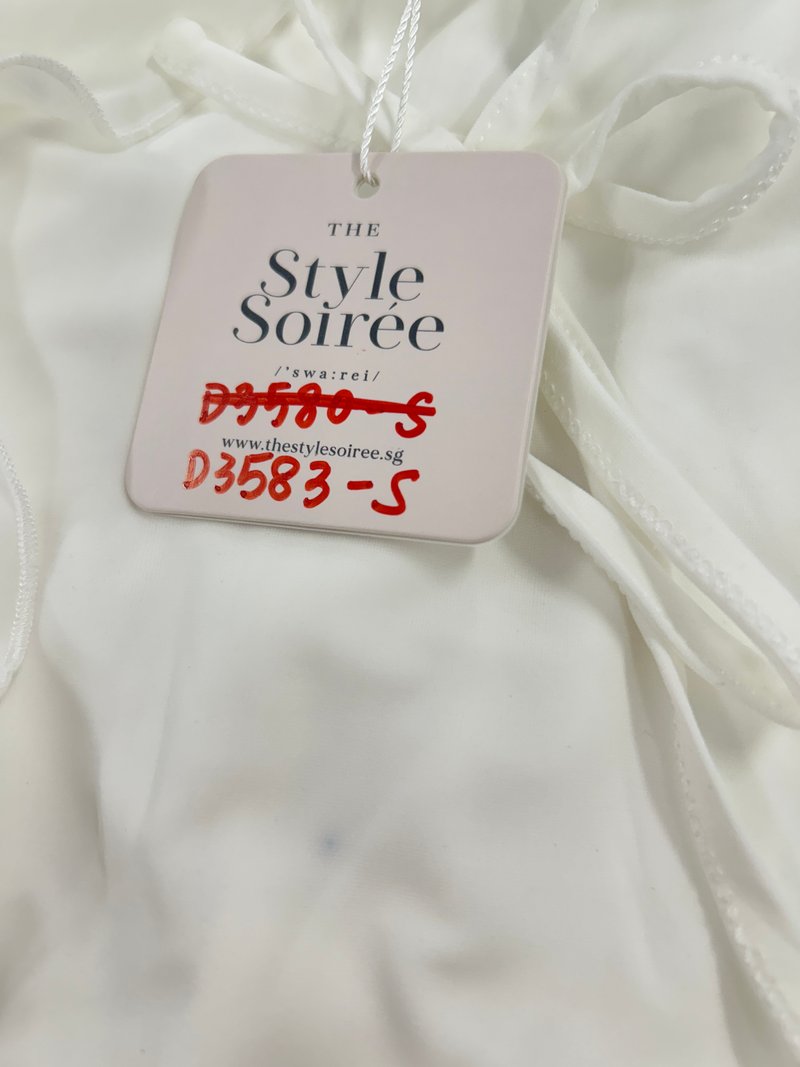 THE
Style
Soirée
/'swa:rei/
D3580-S
www.thestylesoiree.sg
D3583-S